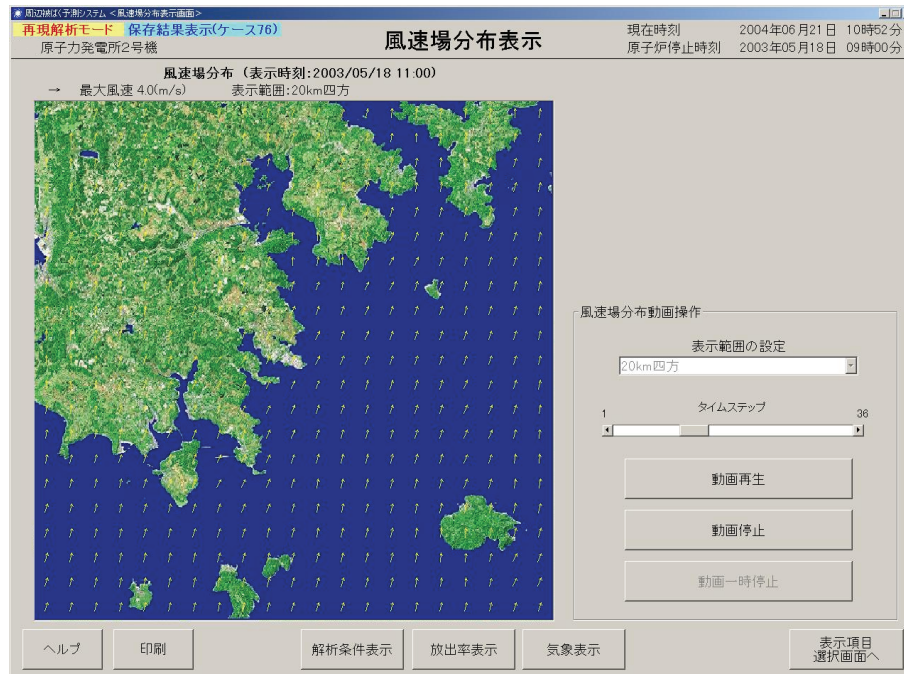 周辺被ばく予測システム <風速場分布表示画面>
再現解析モード 保存結果表示(ケース76)
原子力発電所2号機
風速場分布表示
現在時刻 2004年06月21日 10時52分
原子炉停止時刻 2003年05月18日 09時00分
風速場分布 (表示時刻:2003/05/18 11:00)
→ 最大風速 4.0(m/s) 表示範囲:20km四方
風速場分布動画操作
表示範囲の設定
20km四方
タイムステップ
1 36
動画再生
動画停止
動画一時停止
ヘルプ 印刷 解析条件表示 放出率表示 気象表示 表示項目
選択画面へ